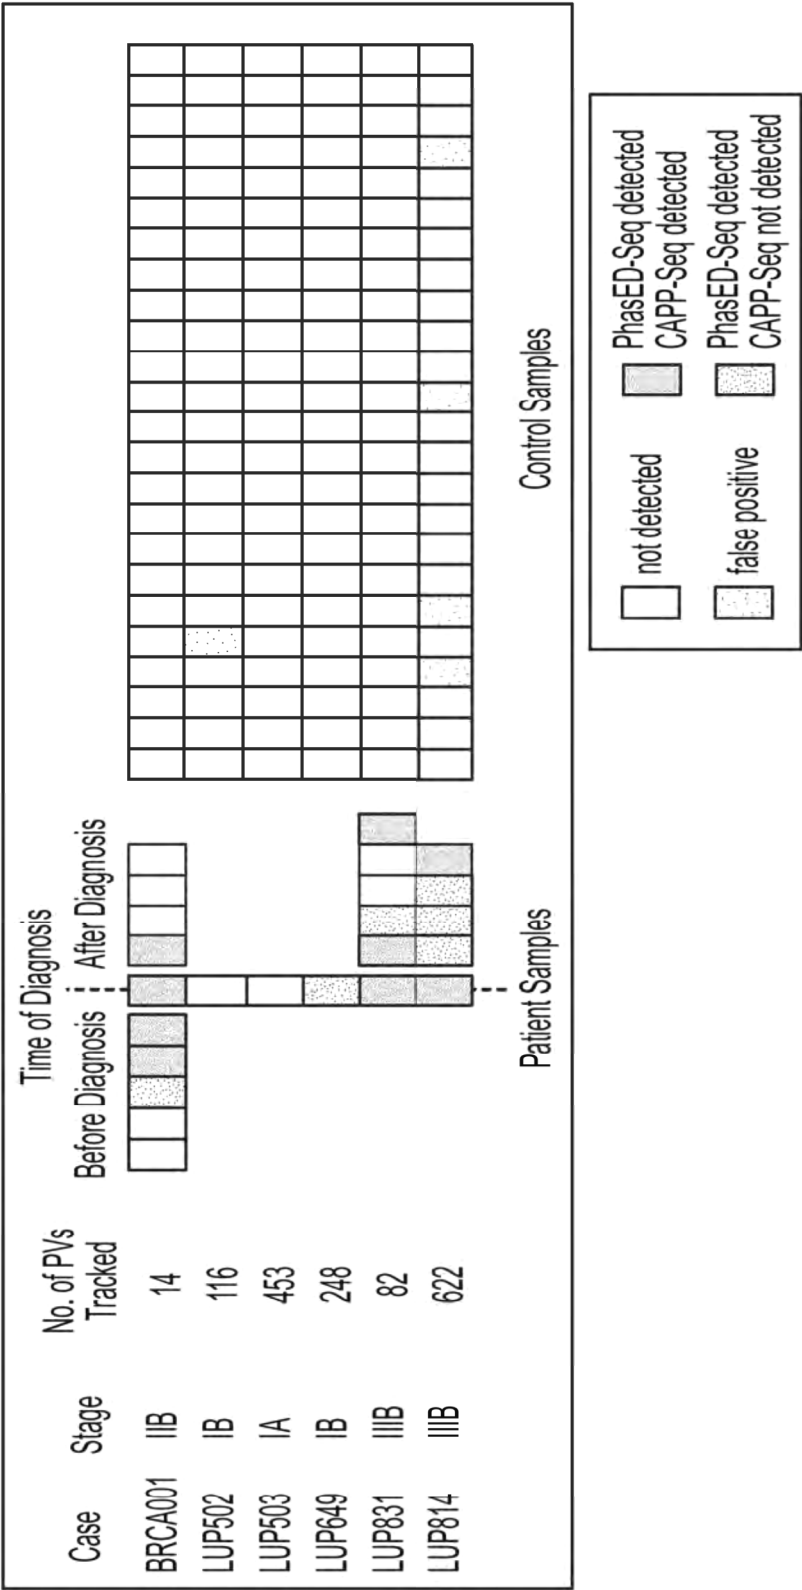 Time of Diagnosis
Case
Stage
No. of PVs
Tracked
Before Diagnosis
After Diagnosis
BRCA001 IIB 14
LUP502 IB 116
LUP503 IA 453
LUP649 IB 248
LUP831 IIIB 82
LUP814 IIIB 622
Patient Samples
Control Samples
not detected
PhasED-Seq detected
CAPP-Seq detected
false positive
PhasED-Seq detected
CAPP-Seq not detected